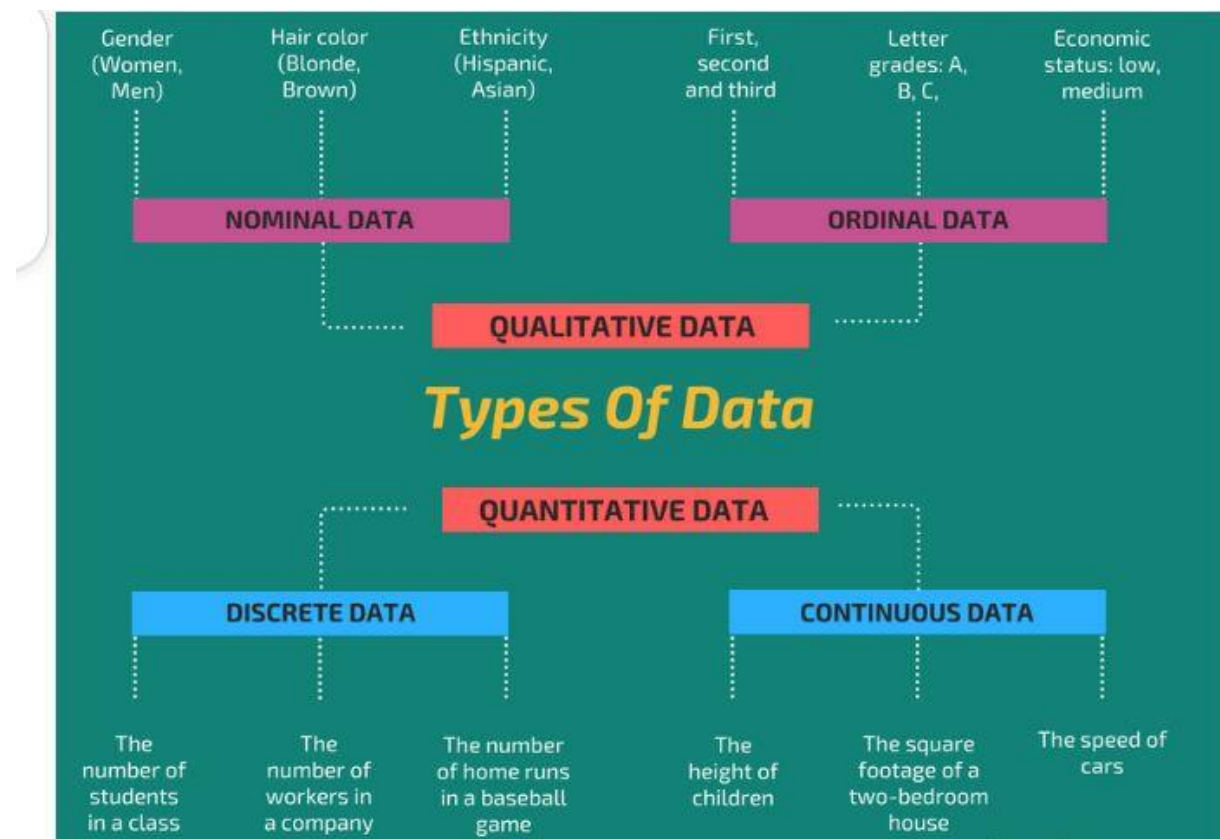 Gender
(Women,
Men)
Hair color
(Blonde,
Brown)
Ethnicity
(Hispanic,
Asian)
First,
second
and third
Letter
grades: A,
B, C,
Economic
status: low,
medium
NOMINAL DATA
ORDINAL DATA
QUALITATIVE DATA
Types Of Data
QUANTITATIVE DATA
DISCRETE DATA
CONTINUOUS DATA
The
number of
students
in a class
The
number of
workers in
a company
The number
of home runs
in a baseball
game
The
height of
children
The square
footage of a
two-bedroom
house
The speed of
cars